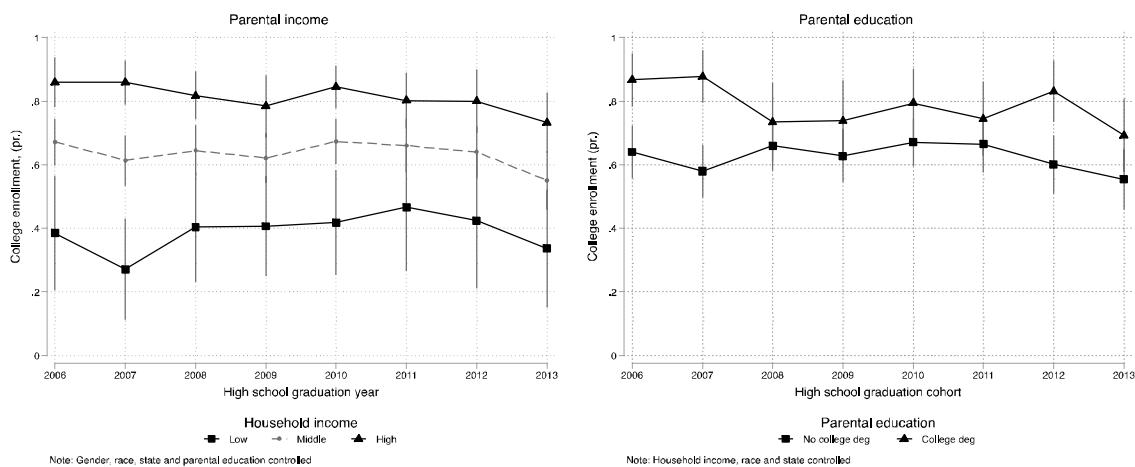 Parental income
College enrollment, (pr.)
1
.8
.6
.4
.2
0
2006 2007 2008 2009 2010 2011 2012 2013
High school graduation year
Household income
Low Middle High
Note: Gender, race, state and parental education controlled
Parental education
College enrollment (pr.)
1
.8
.6
.4
.2
0
2006 2007 2008 2009 2010 2011 2012 2013
High school graduation cohort
Parental education
No college deg College deg
Note: Household income, race and state controlled